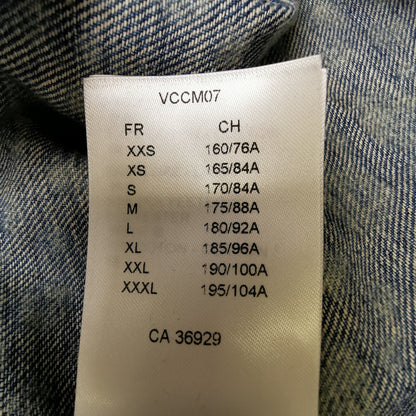 VCCM07
FR CH
XXS 160/76A
XS 165/84A
S 170/84A
M 175/88A
L 180/92A
XL 185/96A
XXL 190/100A
XXXL 195/104A
CA 36929